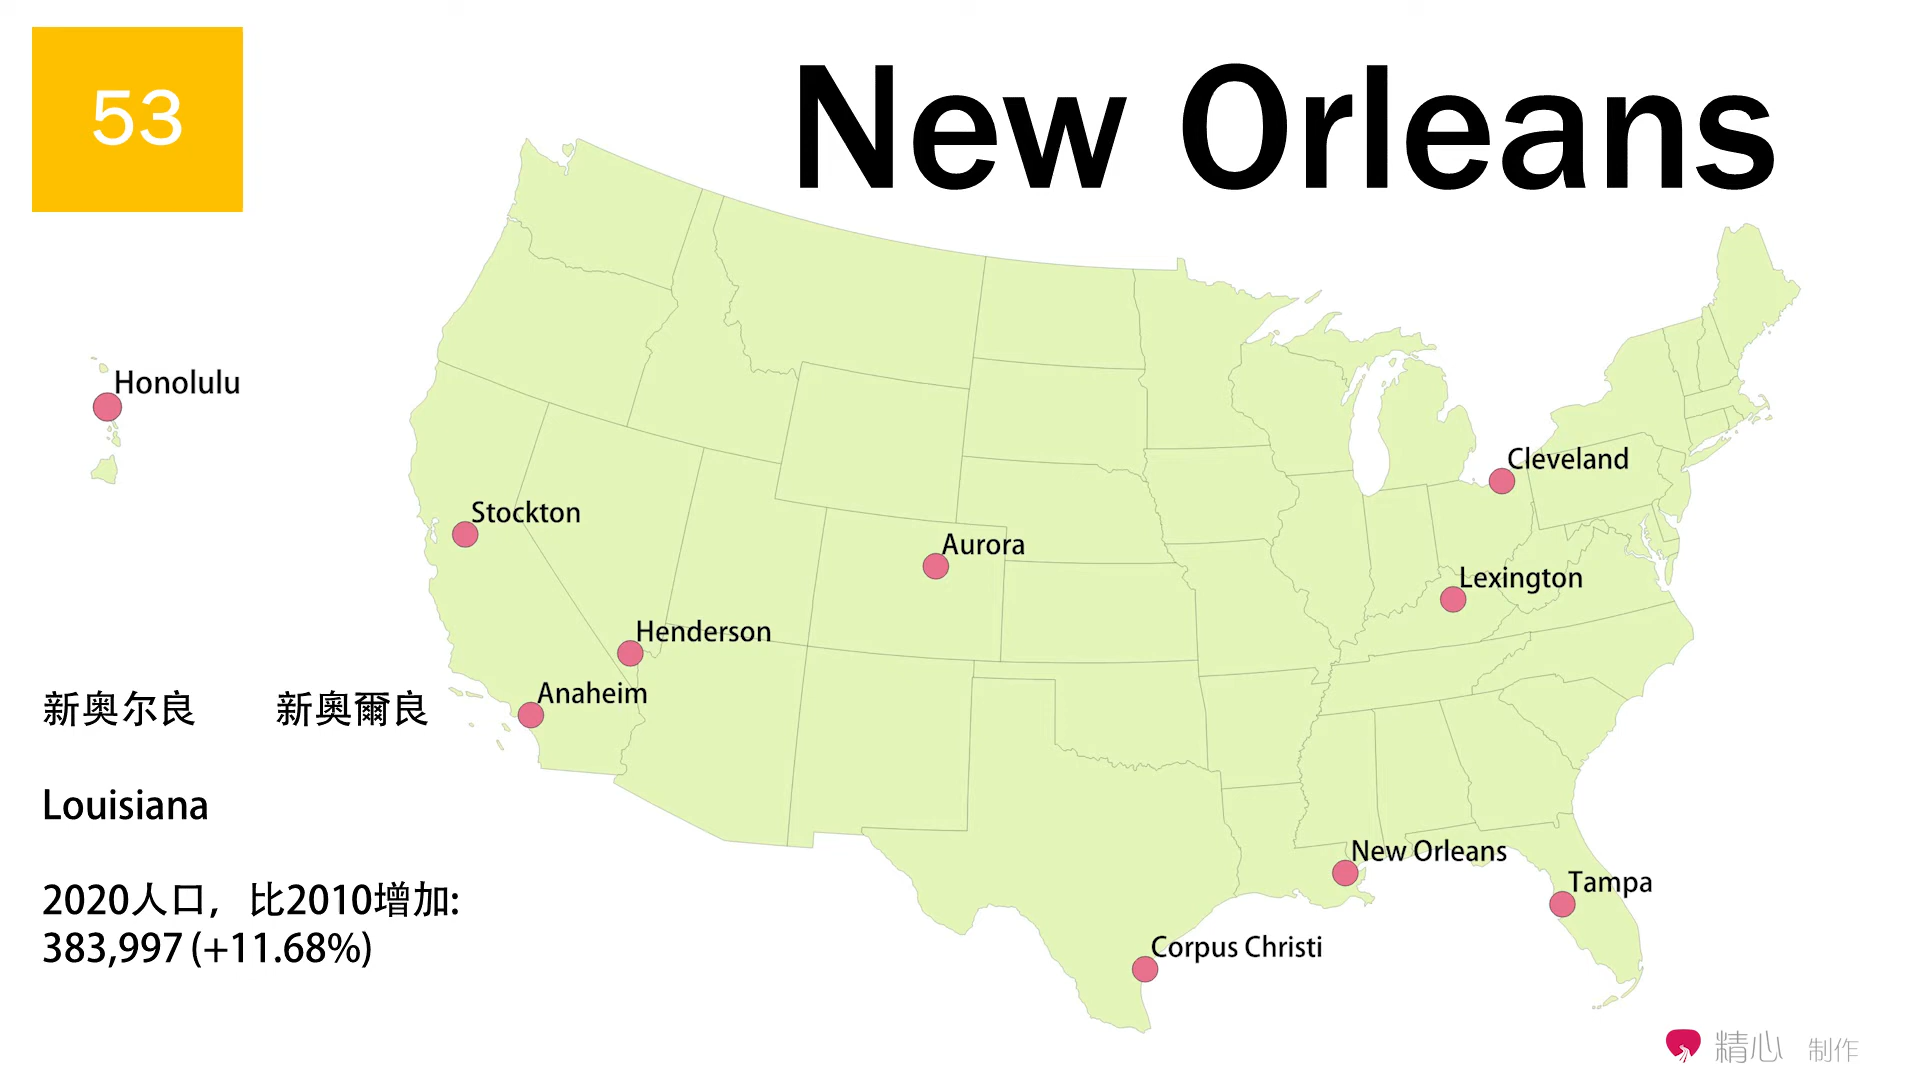 53
New Orleans
Honolulu
Cleveland
Stockton
Aurora
Lexington
Henderson
Anaheim
新奥尔良 新奧爾良
Louisiana
New Orleans
Tampa
2020人口，比2010增加:
383,997 (+11.68%)
Corpus Christi
精心 制作